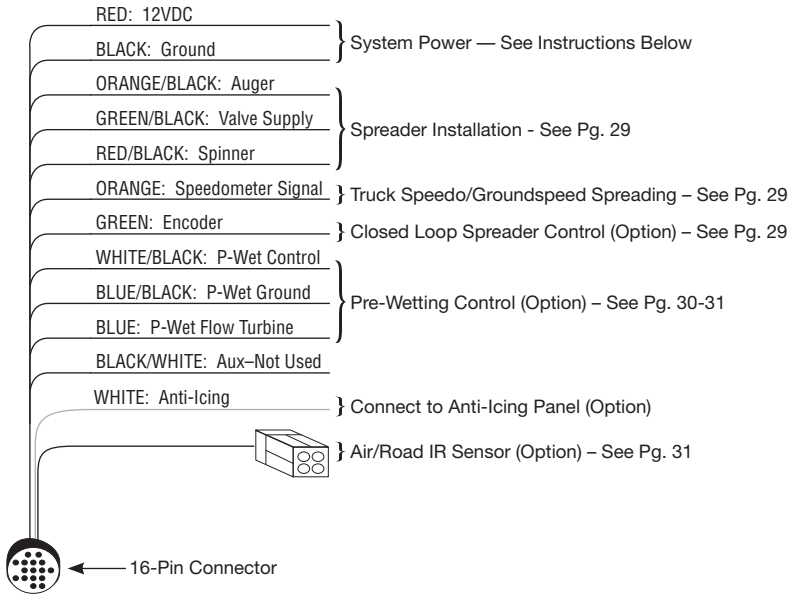 RED: 12VDC
BLACK: Ground
System Power — See Instructions Below
ORANGE/BLACK: Auger
GREEN/BLACK: Valve Supply
RED/BLACK: Spinner
Spreader Installation - See Pg. 29
ORANGE: Speedometer Signal
Truck Speedo/Groundspeed Spreading – See Pg. 29
GREEN: Encoder
Closed Loop Spreader Control (Option) – See Pg. 29
WHITE/BLACK: P-Wet Control
BLUE/BLACK: P-Wet Ground
BLUE: P-Wet Flow Turbine
Pre-Wetting Control (Option) – See Pg. 30-31
BLACK/WHITE: Aux–Not Used
WHITE: Anti-Icing
Connect to Anti-Icing Panel (Option)
Air/Road IR Sensor (Option) – See Pg. 31
16-Pin Connector